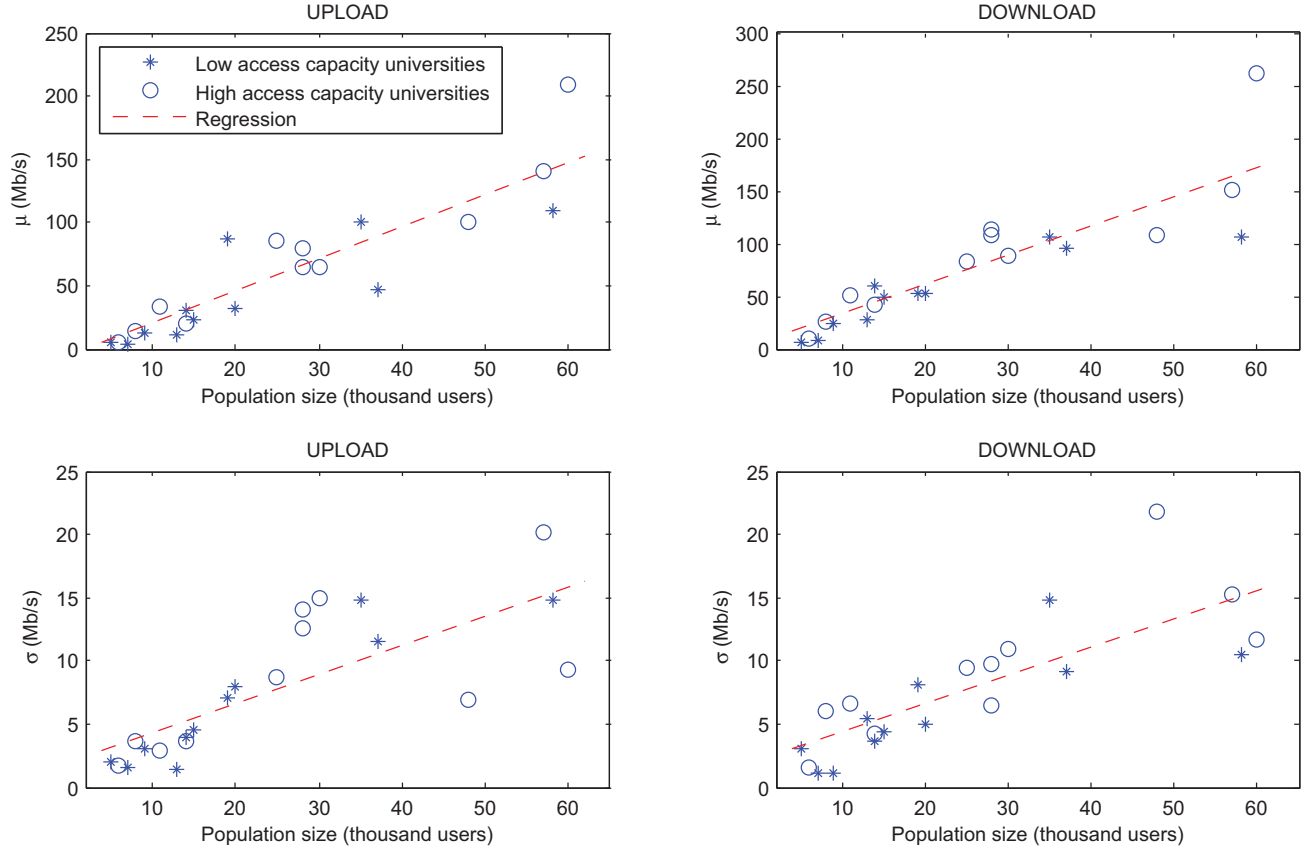 UPLOAD
250
200
150
100
50
0
μ (Mb/s)
Low access capacity universities
High access capacity universities
Regression
10 20 30 40 50 60
Population size (thousand users)
DOWNLOAD
300
250
200
150
100
50
0
μ (Mb/s)
10 20 30 40 50 60
Population size (thousand users)
UPLOAD
25
20
15
10
5
0
σ (Mb/s)
10 20 30 40 50 60
Population size (thousand users)
DOWNLOAD
25
20
15
10
5
0
σ (Mb/s)
10 20 30 40 50 60
Population size (thousand users)